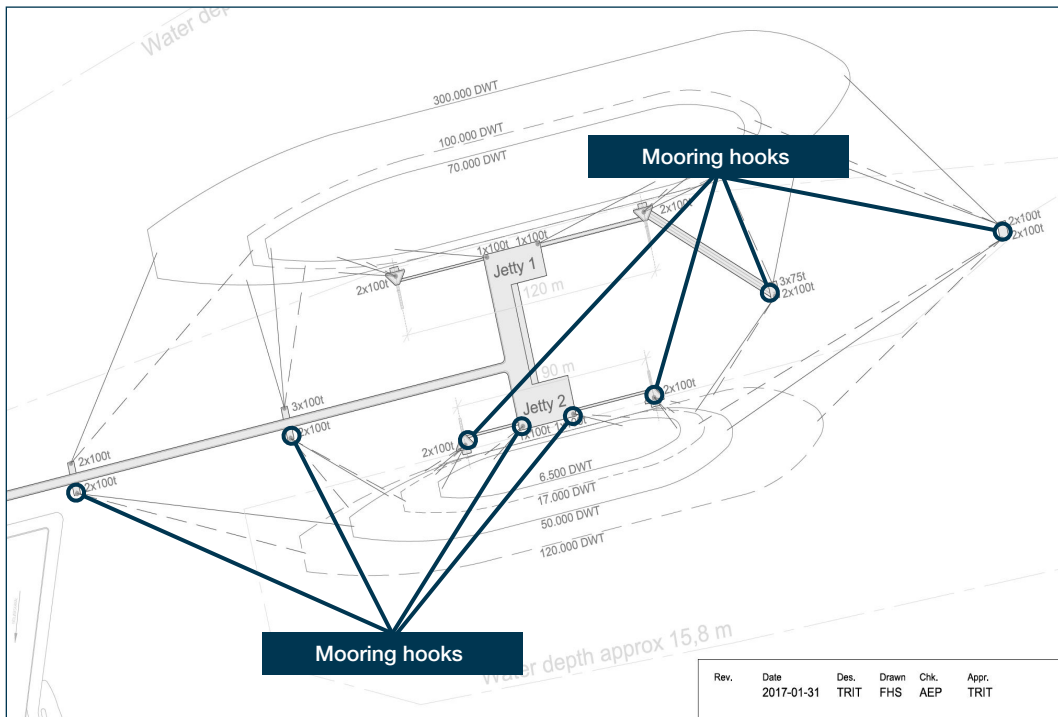 Water dep
300.000 DWT
100.000 DWT
70.000 DWT
Mooring hooks
2x100t
1x100t 1x100t
Jetty 1
2x100t
2x100t
2x100t
3x75t
2x100t
120 m
90 m
Jetty 2
3x100t
2x100t
2x100t
1x100t
2x100t
2x100t
2x100t
6.500 DWT
17.000 DWT
50.000 DWT
120.000 DWT
Mooring hooks
Water depth approx 15,8 m
Rev. Date Des. Drawn Chk. Appr.
2017-01-31 TRIT FHS AEP TRIT